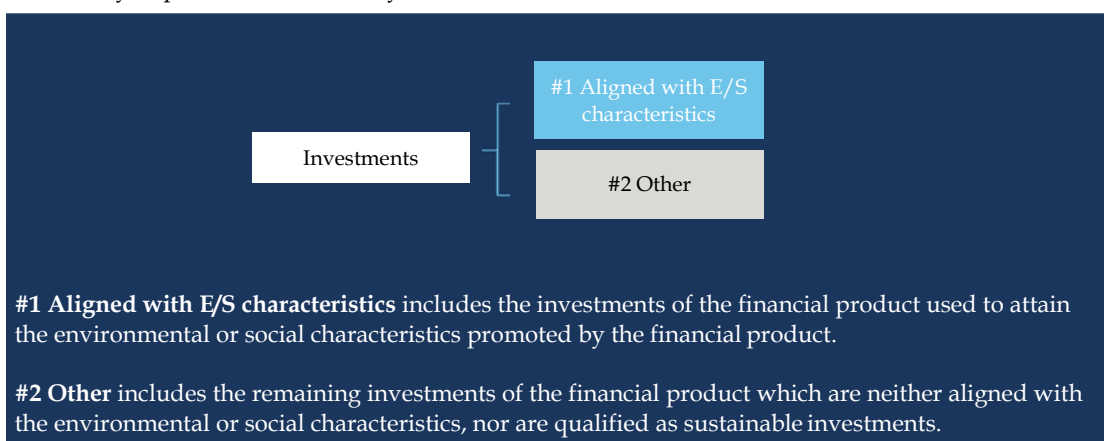 #1 Aligned with E/S
characteristics
Investments
#2 Other
#1 Aligned with E/S characteristics includes the investments of the financial product used to attain
the environmental or social characteristics promoted by the financial product.
#2 Other includes the remaining investments of the financial product which are neither aligned with
the environmental or social characteristics, nor are qualified as sustainable investments.